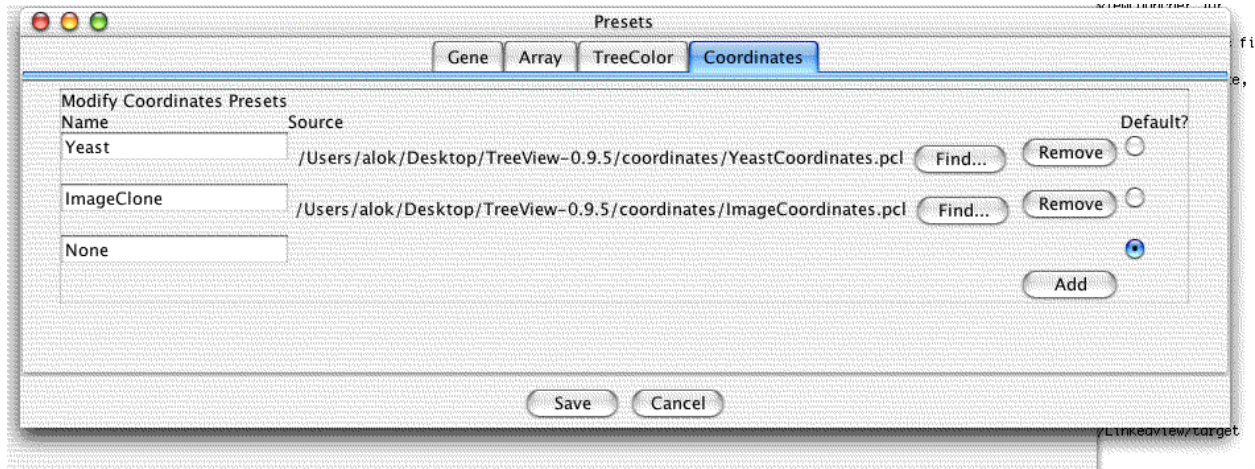 Presets
Gene Array TreeColor Coordinates
Modify Coordinates Presets
Name Source Default?
Yeast /Users/alok/Desktop/TreeView-0.9.5/coordinates/YeastCoordinates.pcl Find... Remove
ImageClone /Users/alok/Desktop/TreeView-0.9.5/coordinates/ImageCoordinates.pcl Find... Remove
None
Add
Save Cancel
/LinkedView/target